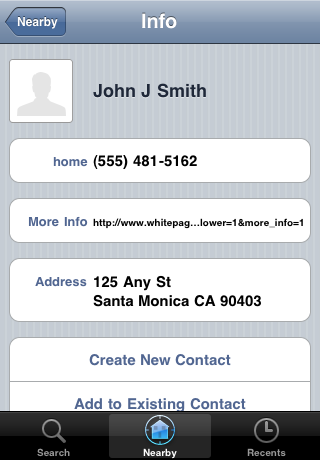 Nearby
Info
John J Smith
home (555) 481-5162
More Info http://www.whitepag...lower=1&more_info=1
Address 125 Any St
Santa Monica CA 90403
Create New Contact
Add to Existing Contact
Search
Nearby
Recents